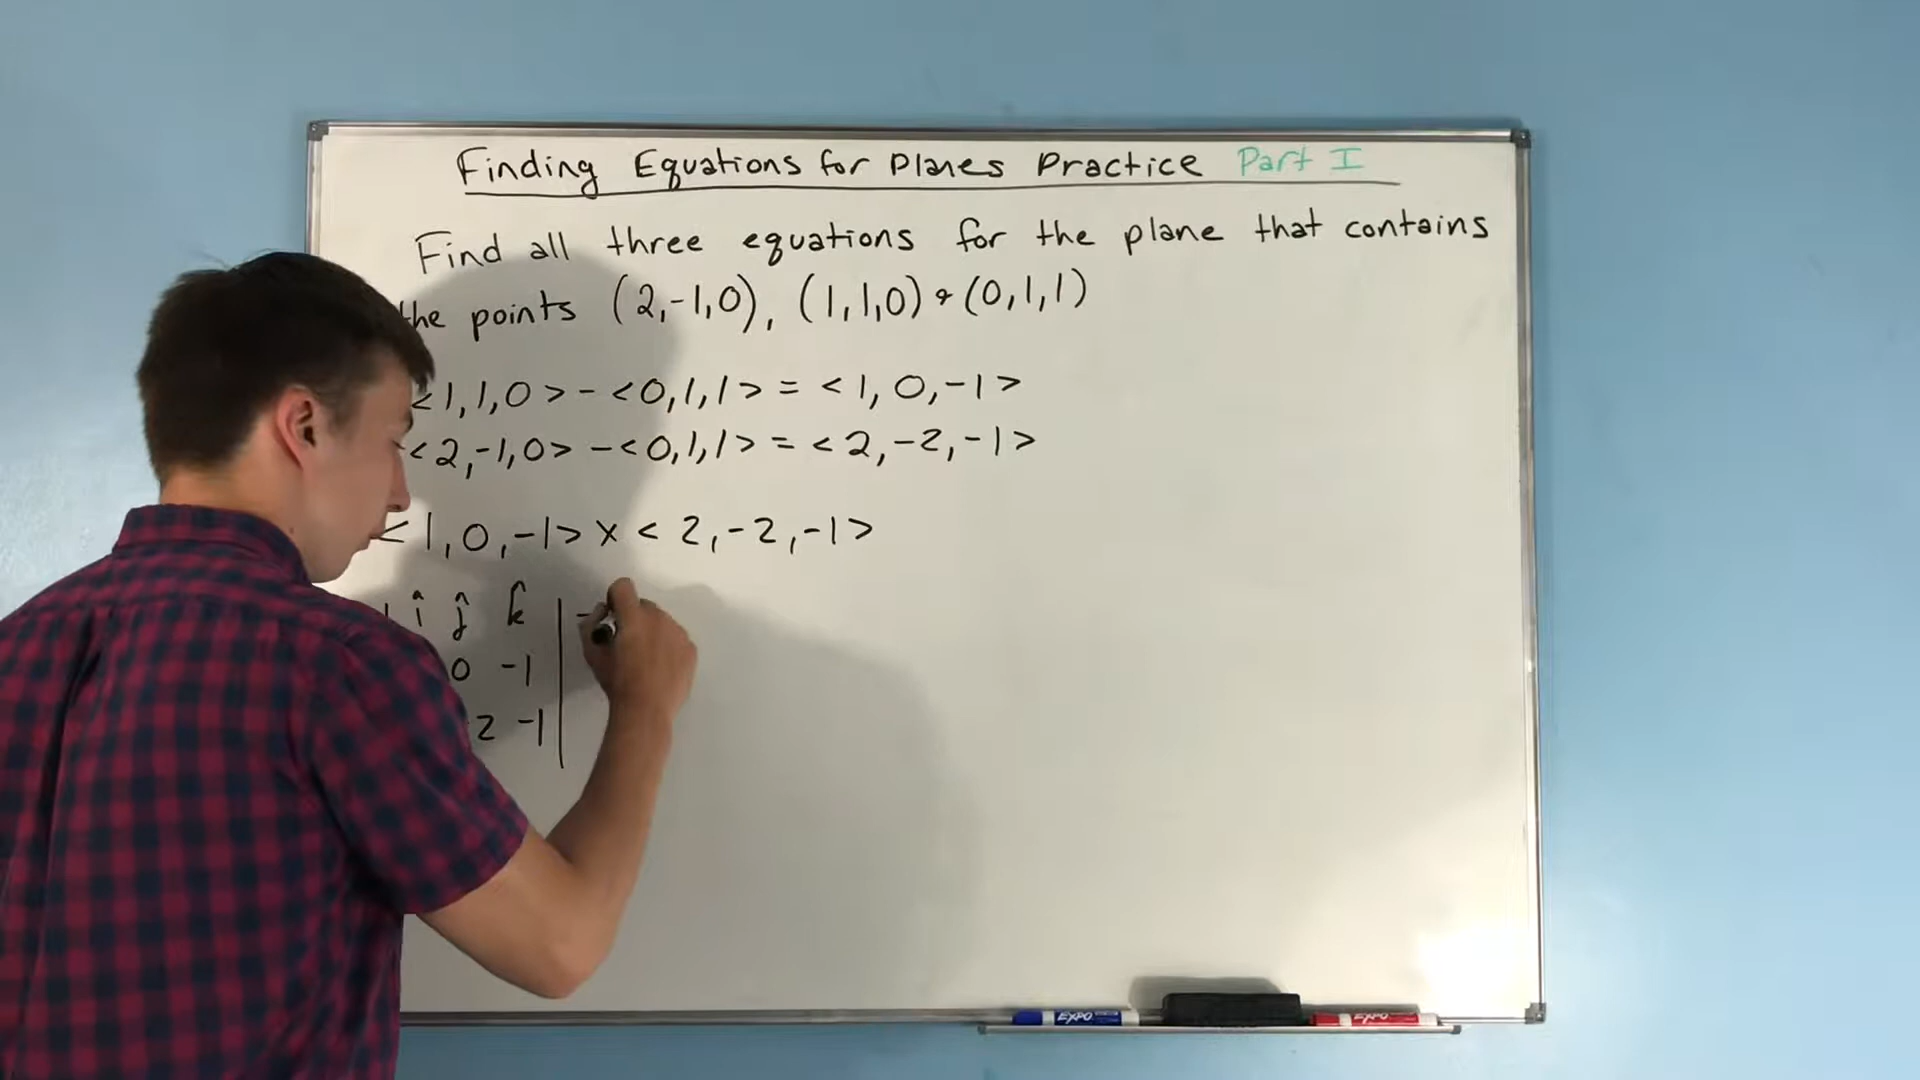 Finding Equations for Planes Practice Part I
Find all three equations for the plane that contains
the points (2,-1,0), (1,1,0) & (0,1,1)
<1,1,0> - <0,1,1> = <1, 0,-1>
<2,-1,0> - <0,1,1> = <2,-2,-1>
<1,0,-1> x < 2,-2,-1>
î ĵ k̂
0 -1
2 -1
EXPO EXPO